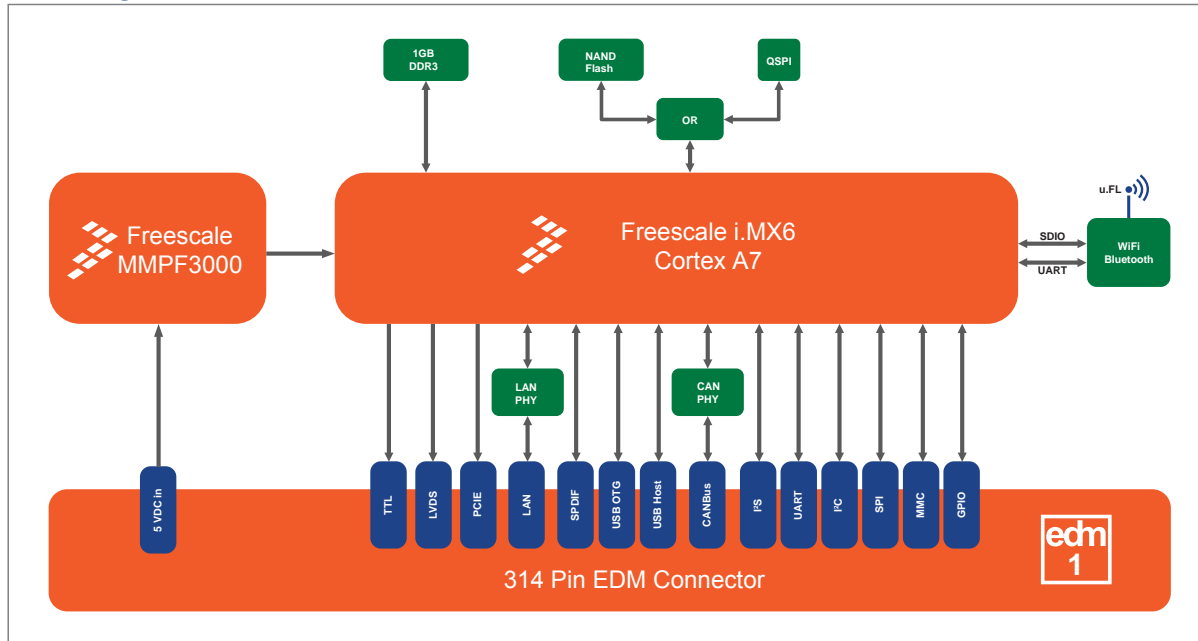 1GB
DDR3
NAND
Flash
QSPI
OR
Freescale
MMPF3000
Freescale i.MX6
Cortex A7
u.FL
SDIO
UART
WiFi
Bluetooth
LAN
PHY
CAN
PHY
5 VDC in
TTL
LVDS
PCIE
LAN
SPDIF
USB OTG
USB Host
CANBus
I²S
UART
I²C
SPI
MMC
GPIO
314 Pin EDM Connector
edm
1